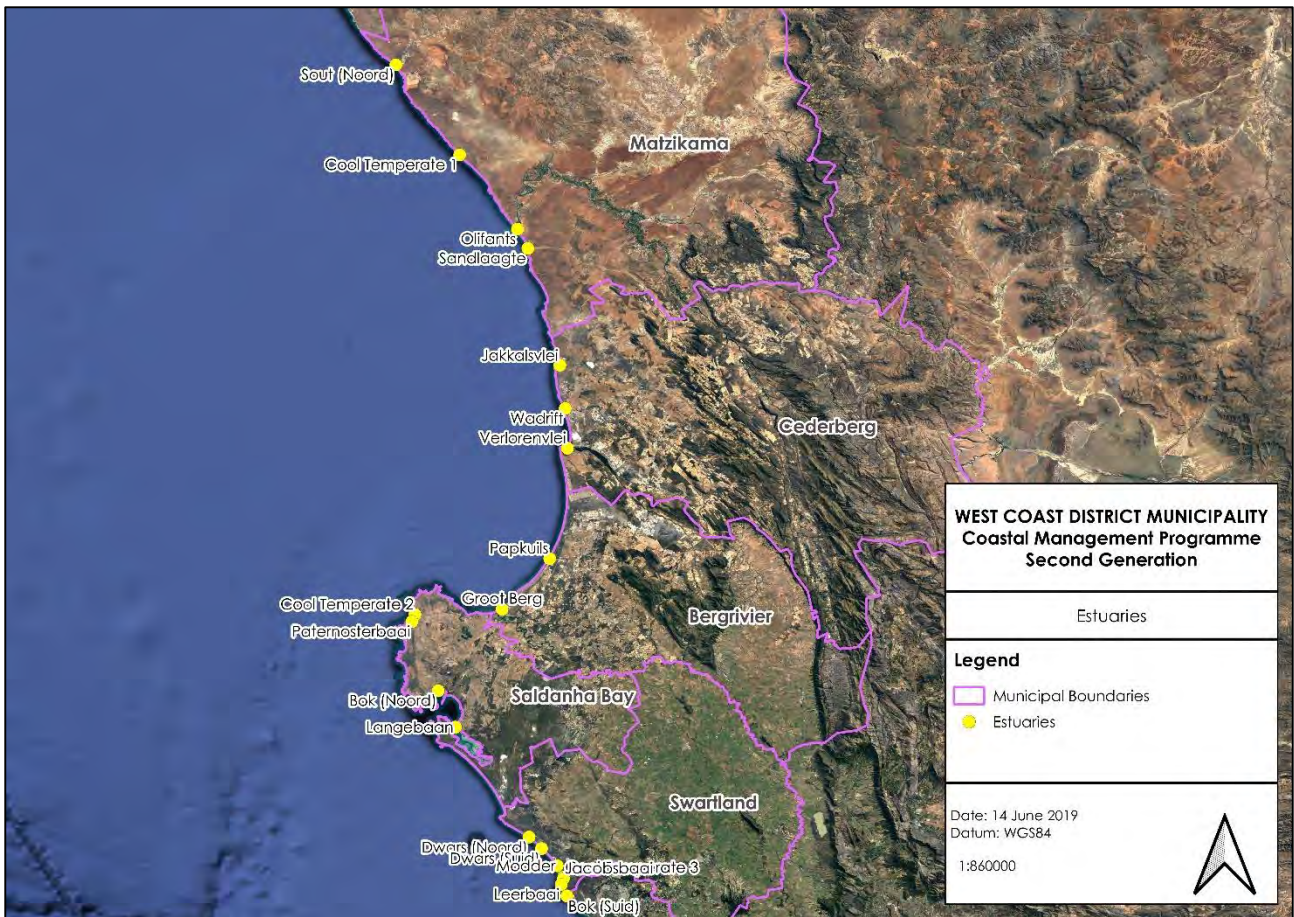 Sout (Noord)
Matzikama
Cool Temperate 1
Olifants
Sandlaagte
Jakkalsvlei
Wadrift
Verlorenvlei
Cederberg
Papkuils
Cool Temperate 2
Groot Berg
Paternosterbaai
Bergrivier
Bok (Noord)
Saldanha Bay
Langebaan
Swartland
Dwars (Noord)
Dwars (Suid)
Modder
Leerbaai
Bok (Suid)
WEST COAST DISTRICT MUNICIPALITY
Coastal Management Programme
Second Generation
Estuaries
Legend
Municipal Boundaries
Estuaries
Date: 14 June 2019
Datum: WGS84
1:860000